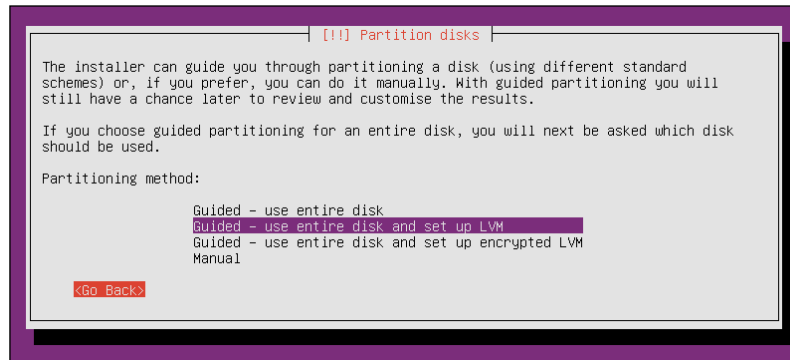 [!!] Partition disks
The installer can guide you through partitioning a disk (using different standard
schemes) or, if you prefer, you can do it manually. With guided partitioning you will
still have a chance later to review and customise the results.
If you choose guided partitioning for an entire disk, you will next be asked which disk
should be used.
Partitioning method:
Guided - use entire disk
Guided - use entire disk and set up LVM
Guided - use entire disk and set up encrypted LVM
Manual
<Go Back>